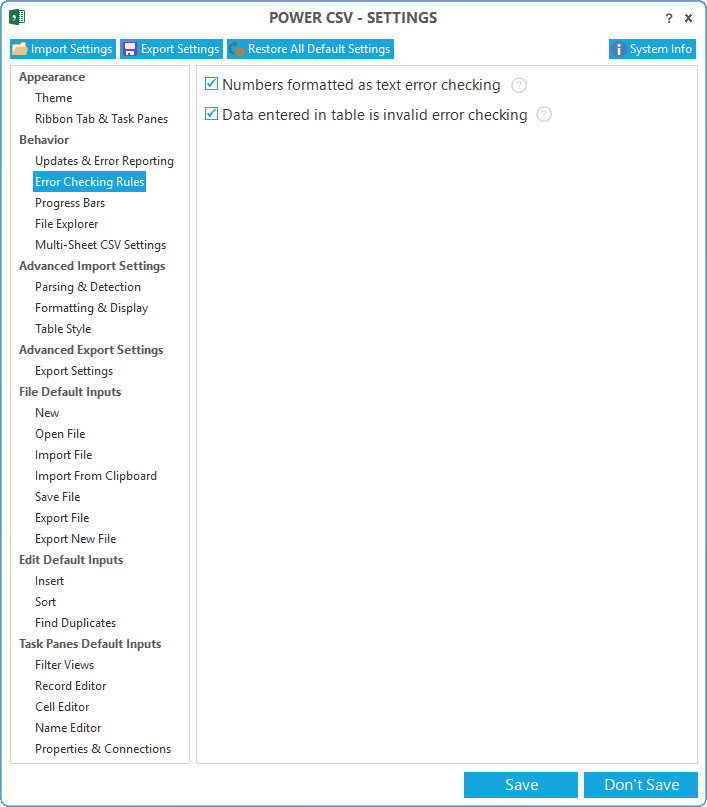 POWER CSV - SETTINGS
? x
Import Settings Export Settings Restore All Default Settings i System Info
Appearance
Theme
Ribbon Tab & Task Panes
Behavior
Updates & Error Reporting
Error Checking Rules
Progress Bars
File Explorer
Multi-Sheet CSV Settings
Advanced Import Settings
Parsing & Detection
Formatting & Display
Table Style
Advanced Export Settings
Export Settings
File Default Inputs
New
Open File
Import File
Import From Clipboard
Save File
Export File
Export New File
Edit Default Inputs
Insert
Sort
Find Duplicates
Task Panes Default Inputs
Filter Views
Record Editor
Cell Editor
Name Editor
Properties & Connections
Numbers formatted as text error checking ?
Data entered in table is invalid error checking ?
Save Don't Save